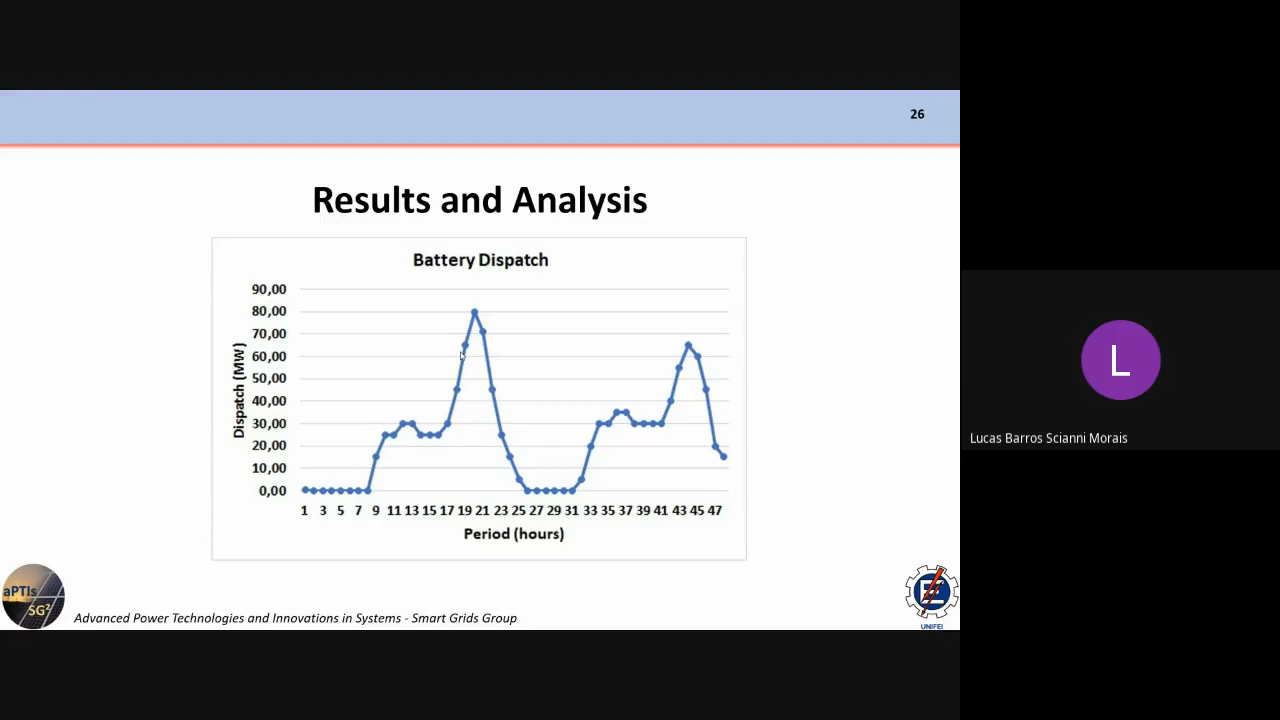 26
Results and Analysis
Battery Dispatch
90,00
80,00
70,00
60,00
50,00
40,00
30,00
20,00
10,00
0,00
Dispatch (MW)
1 3 5 7 9 11 13 15 17 19 21 23 25 27 29 31 33 35 37 39 41 43 45 47
Period (hours)
L
Lucas Barros Scianni Morais
aPTIs
SG²
Advanced Power Technologies and Innovations in Systems - Smart Grids Group
E
UNIFEI